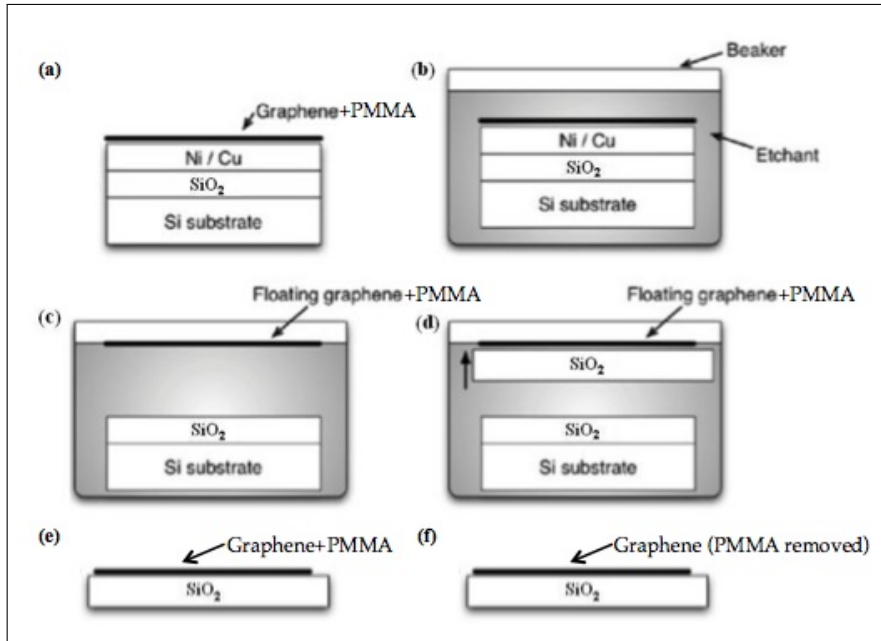 (a)
Graphene+PMMA
Ni / Cu
SiO₂
Si substrate
(b)
Beaker
Etchant
Ni / Cu
SiO₂
Si substrate
(c)
Floating graphene+PMMA
SiO₂
Si substrate
(d)
Floating graphene+PMMA
SiO₂
SiO₂
Si substrate
(e)
Graphene+PMMA
SiO₂
(f)
Graphene (PMMA removed)
SiO₂